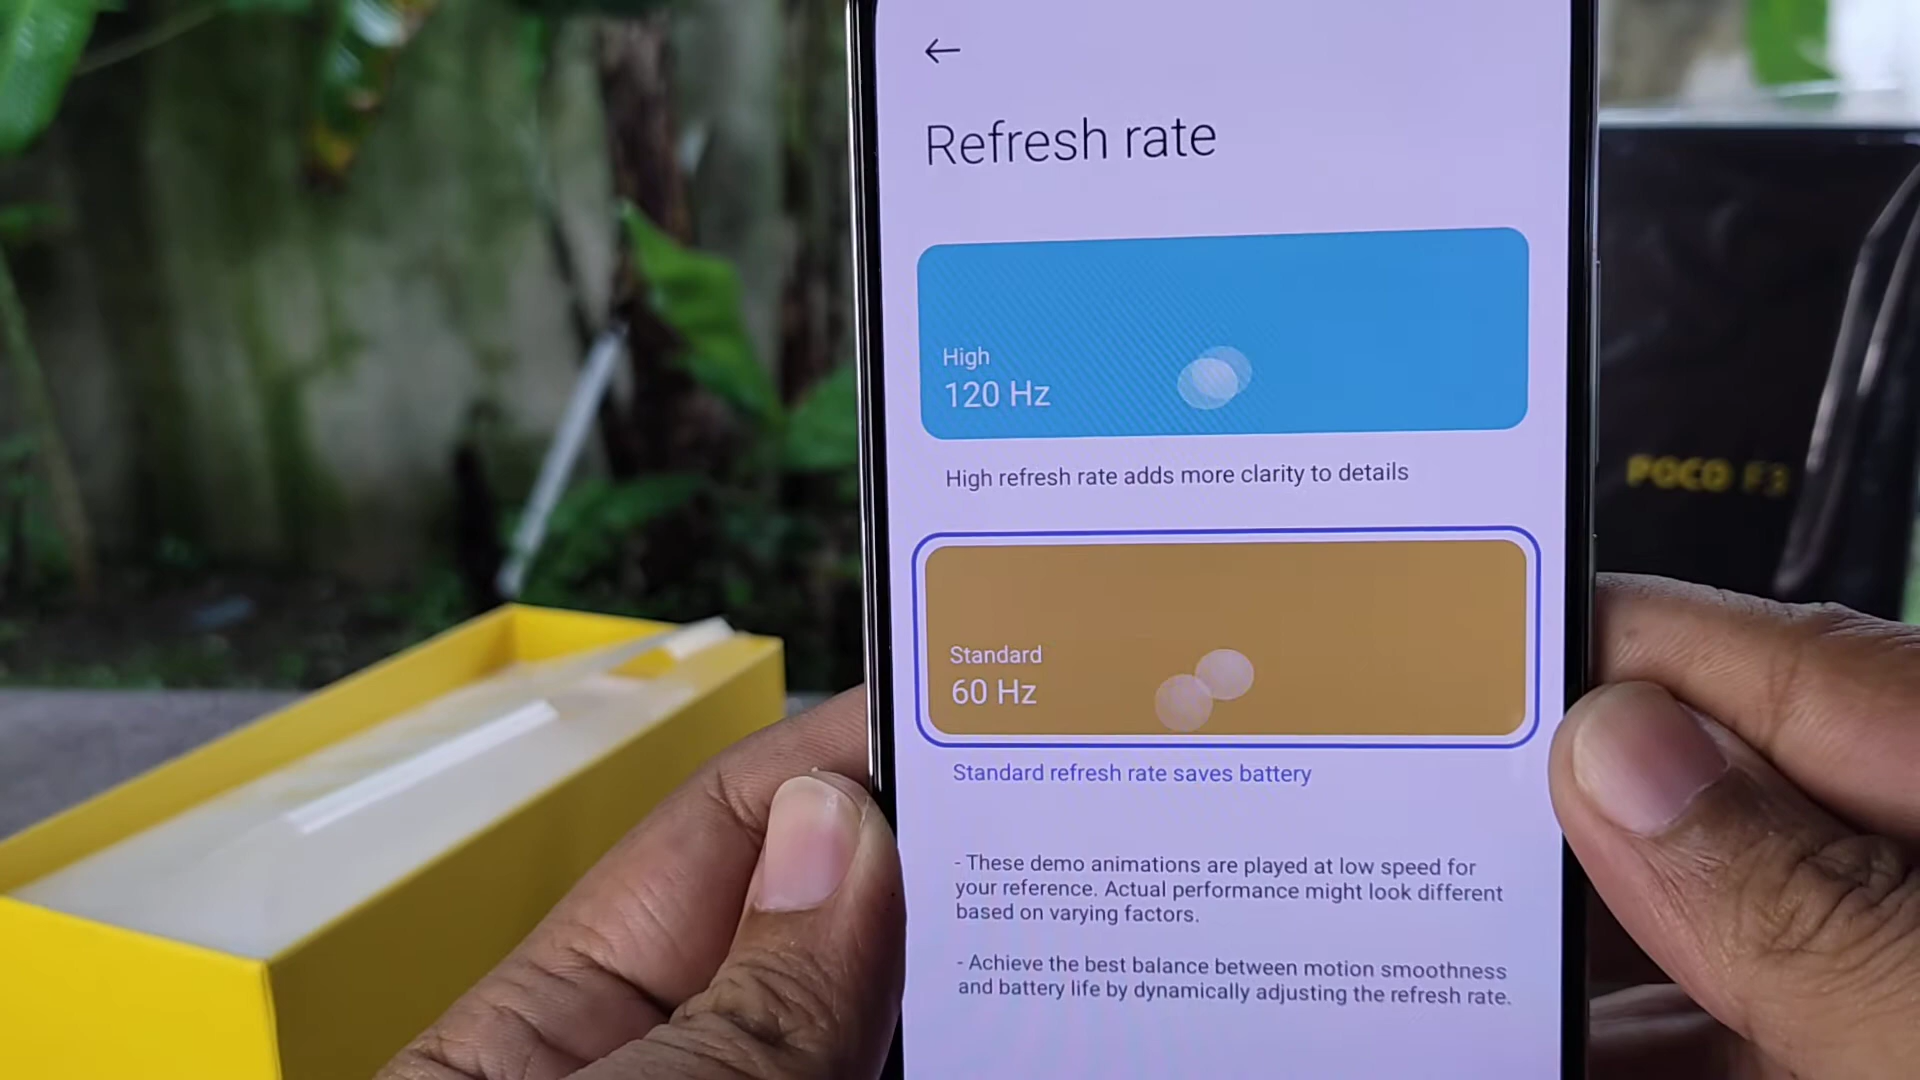 Refresh rate
High
120 Hz
High refresh rate adds more clarity to details
Standard
60 Hz
Standard refresh rate saves battery
- These demo animations are played at low speed for
your reference. Actual performance might look different
based on varying factors.
- Achieve the best balance between motion smoothness
and battery life by dynamically adjusting the refresh rate.
POCO F3